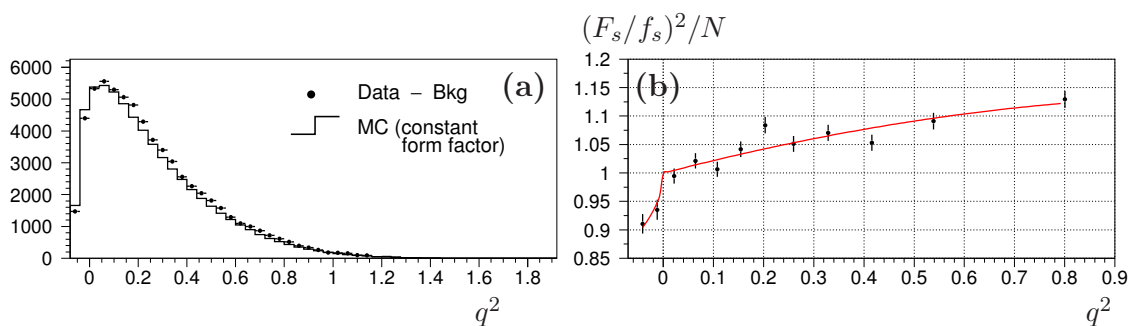 (F_s/f_s)^2/N
6000
5000
4000
3000
2000
1000
0
(a)
Data − Bkg
MC (constant
form factor)
0 0.2 0.4 0.6 0.8 1 1.2 1.4 1.6 1.8
q^2
1.2
1.15
1.1
1.05
1
0.95
0.9
0.85
(b)
0 0.1 0.2 0.3 0.4 0.5 0.6 0.7 0.8 0.9
q^2